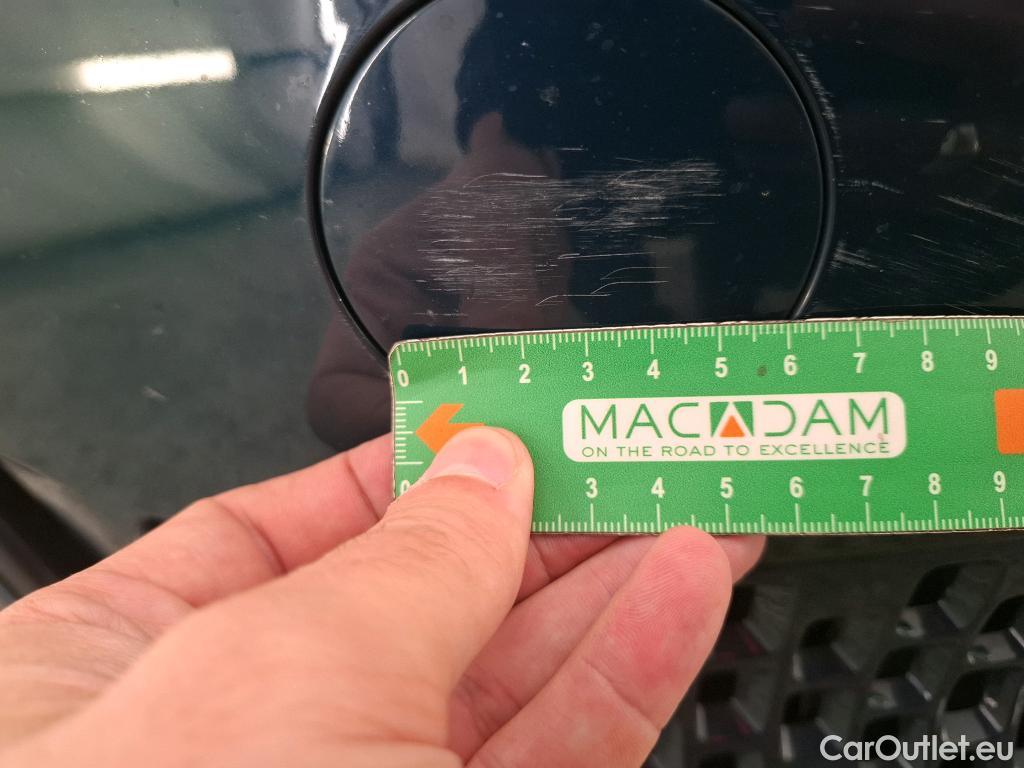 0 1 2 3 4 5 6 7 8 9
MACADAM
ON THE ROAD TO EXCELLENCE
0 3 4 5 6 7 8 9
CarOutlet.eu